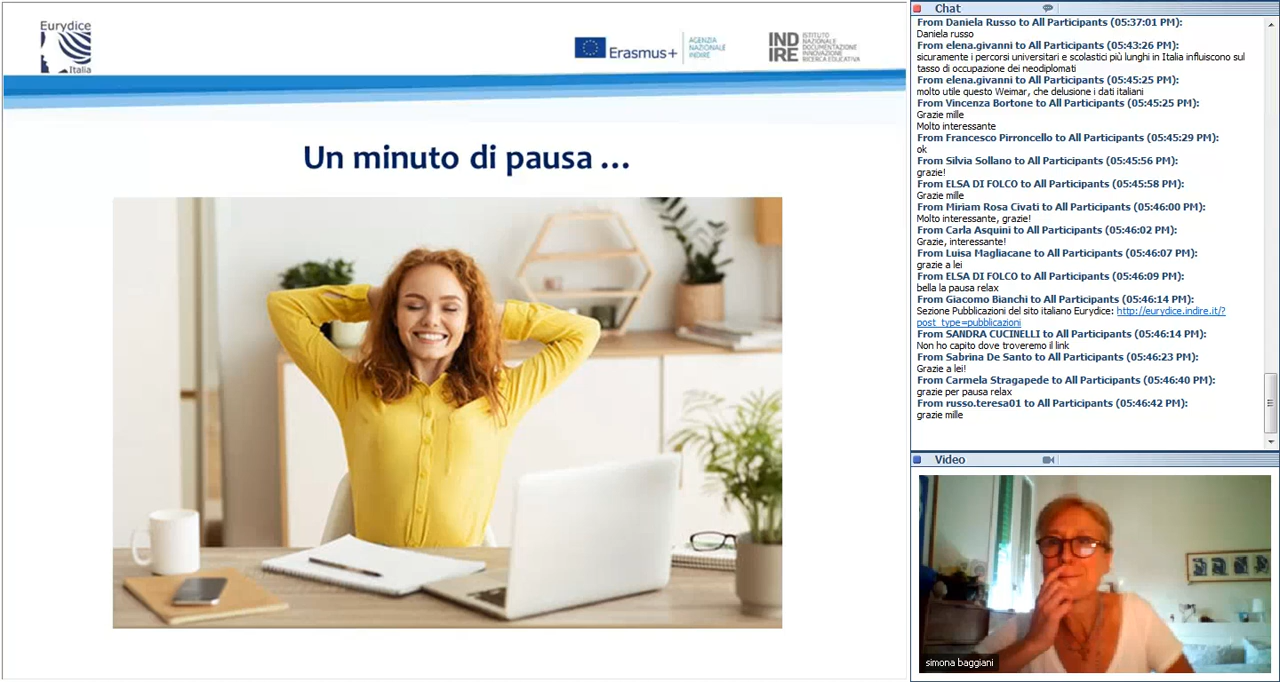 Eurydice
Italia
Erasmus+
AGENZIA
NAZIONALE
INDIRE
IND
IRE
ISTITUTO
NAZIONALE
DOCUMENTAZIONE
INNOVAZIONE
RICERCA EDUCATIVA
Un minuto di pausa ...
Chat
From Daniela Russo to All Participants (05:37:01 PM):
Daniela russo
From elena.givanni to All Participants (05:43:26 PM):
sicuramente i percorsi universitari e scolastici più lunghi in Italia influiscono sul
tasso di occupazione dei neodiplomati
From elena.givanni to All Participants (05:45:25 PM):
molto utile questo Weimar, che delusione i dati italiani
From Vincenza Bortone to All Participants (05:45:25 PM):
Grazie mille
Molto interessante
From Francesco Pirroncello to All Participants (05:45:29 PM):
ok
From Silvia Sollano to All Participants (05:45:56 PM):
grazie!
From ELSA DI FOLCO to All Participants (05:45:58 PM):
Grazie mille
From Miriam Rosa Civati to All Participants (05:46:00 PM):
Molto interessante, grazie!
From Carla Asquini to All Participants (05:46:02 PM):
Grazie, interessante!
From Luisa Magliacane to All Participants (05:46:07 PM):
grazie a lei
From ELSA DI FOLCO to All Participants (05:46:09 PM):
bella la pausa relax
From Giacomo Bianchi to All Participants (05:46:14 PM):
Sezione Pubblicazioni del sito italiano Eurydice: http://eurydice.indire.it/?
post_type=pubblicazioni
From SANDRA CUCINELLI to All Participants (05:46:14 PM):
Non ho capito dove troveremo il link
From Sabrina De Santo to All Participants (05:46:23 PM):
Grazie a lei!
From Carmela Stragapede to All Participants (05:46:40 PM):
grazie per pausa relax
From russo.teresa01 to All Participants (05:46:42 PM):
grazie mille
Video
simona baggiani